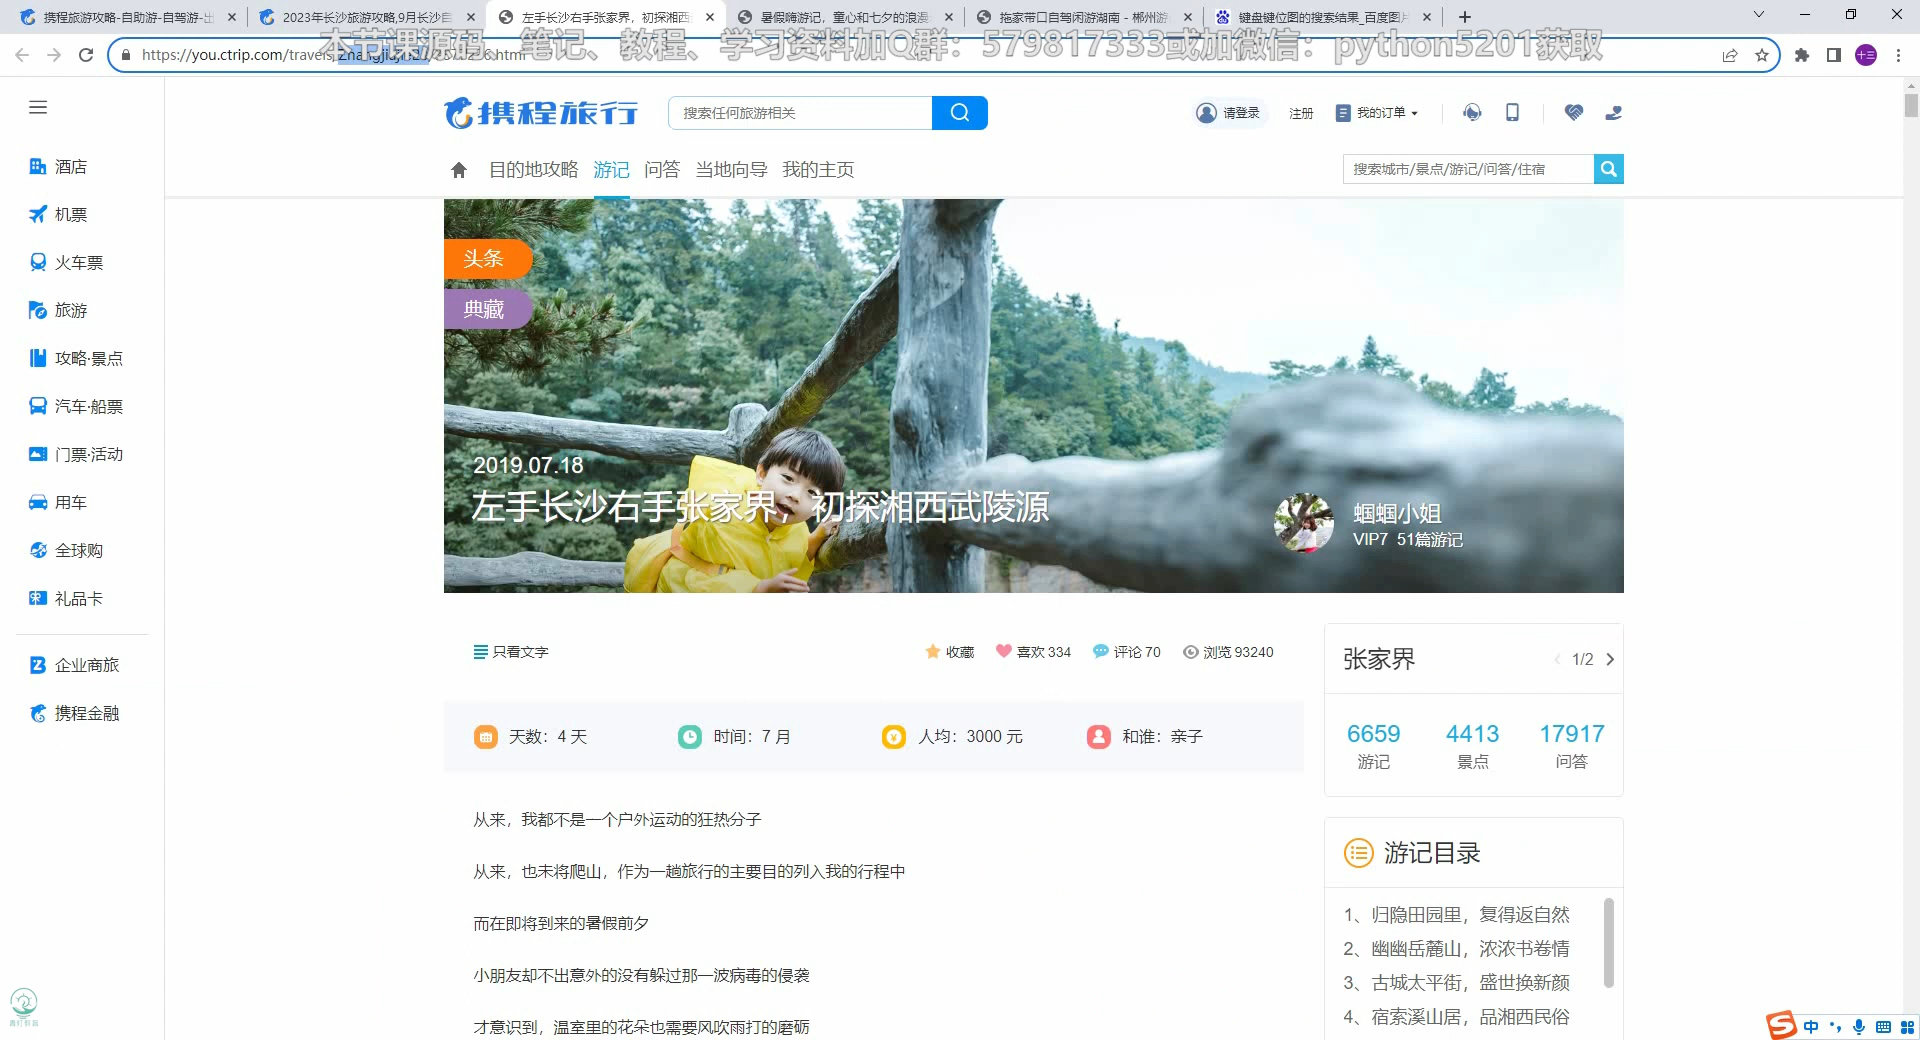 携程旅游攻略-自助游-自驾游-出
2023年长沙旅游攻略,9月长沙自
左手长沙右手张家界，初探湘西
暑假嗨游记，童心和七夕的浪漫
拖家带口自驾闲游湖南 - 郴州游
键盘键位图的搜索结果_百度图片
https://you.ctrip.com/travels
本节课源码、笔记、教程、学习资料加Q群：579817333或加微信：python5201获取
十三
携程旅行
搜索任何旅游相关
请登录
注册
我的订单
目的地攻略
游记
问答
当地向导
我的主页
搜索城市/景点/游记/问答/住宿
酒店
机票
火车票
旅游
攻略·景点
汽车·船票
门票·活动
用车
全球购
礼品卡
企业商旅
携程金融
头条
典藏
2019.07.18
左手长沙右手张家界，初探湘西武陵源
蝈蝈小姐
VIP7 51篇游记
只看文字
收藏
喜欢 334
评论 70
浏览 93240
天数：4 天
时间：7 月
人均：3000 元
和谁：亲子
从来，我都不是一个户外运动的狂热分子
从来，也未将爬山，作为一趟旅行的主要目的列入我的行程中
而在即将到来的暑假前夕
小朋友却不出意外的没有躲过那一波病毒的侵袭
才意识到，温室里的花朵也需要风吹雨打的磨砺
张家界
1/2
6659
游记
4413
景点
17917
问答
游记目录
1、归隐田园里，复得返自然
2、幽幽岳麓山，浓浓书卷情
3、古城太平街，盛世换新颜
4、宿索溪山居，品湘西民俗
中